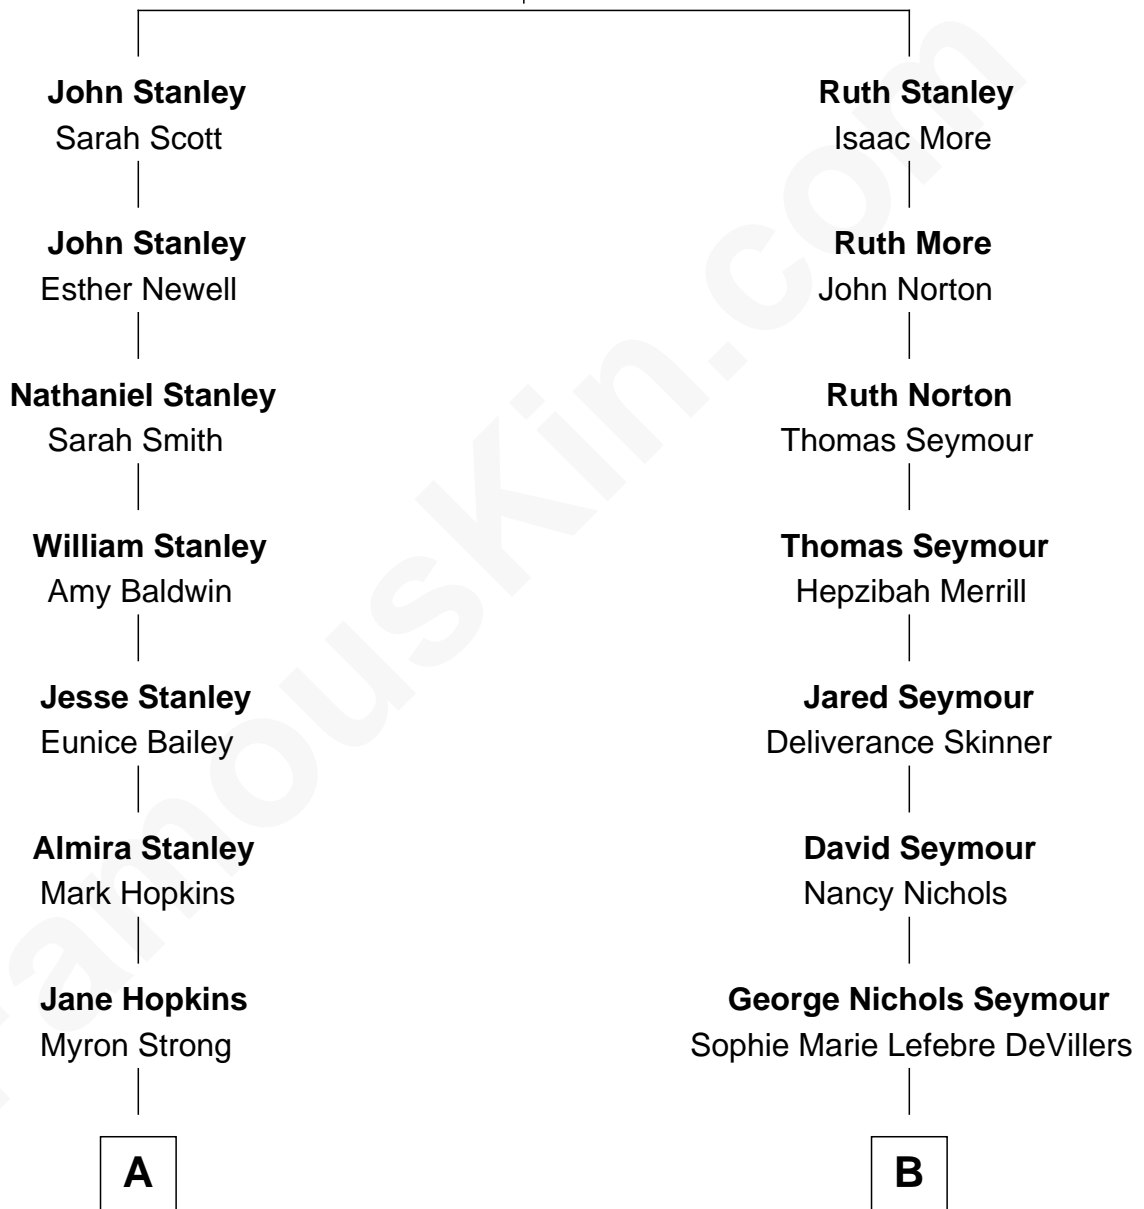 John Stanley
Sarah Scott
John Stanley
Esther Newell
Nathaniel Stanley
Sarah Smith
William Stanley
Amy Baldwin
Jesse Stanley
Eunice Bailey
Almira Stanley
Mark Hopkins
Jane Hopkins
Myron Strong
A
Ruth Stanley
Isaac More
Ruth More
John Norton
Ruth Norton
Thomas Seymour
Thomas Seymour
Hepzibah Merrill
Jared Seymour
Deliverance Skinner
David Seymour
Nancy Nichols
George Nichols Seymour
Sophie Marie Lefebre DeVillers
B
FamousKin.com